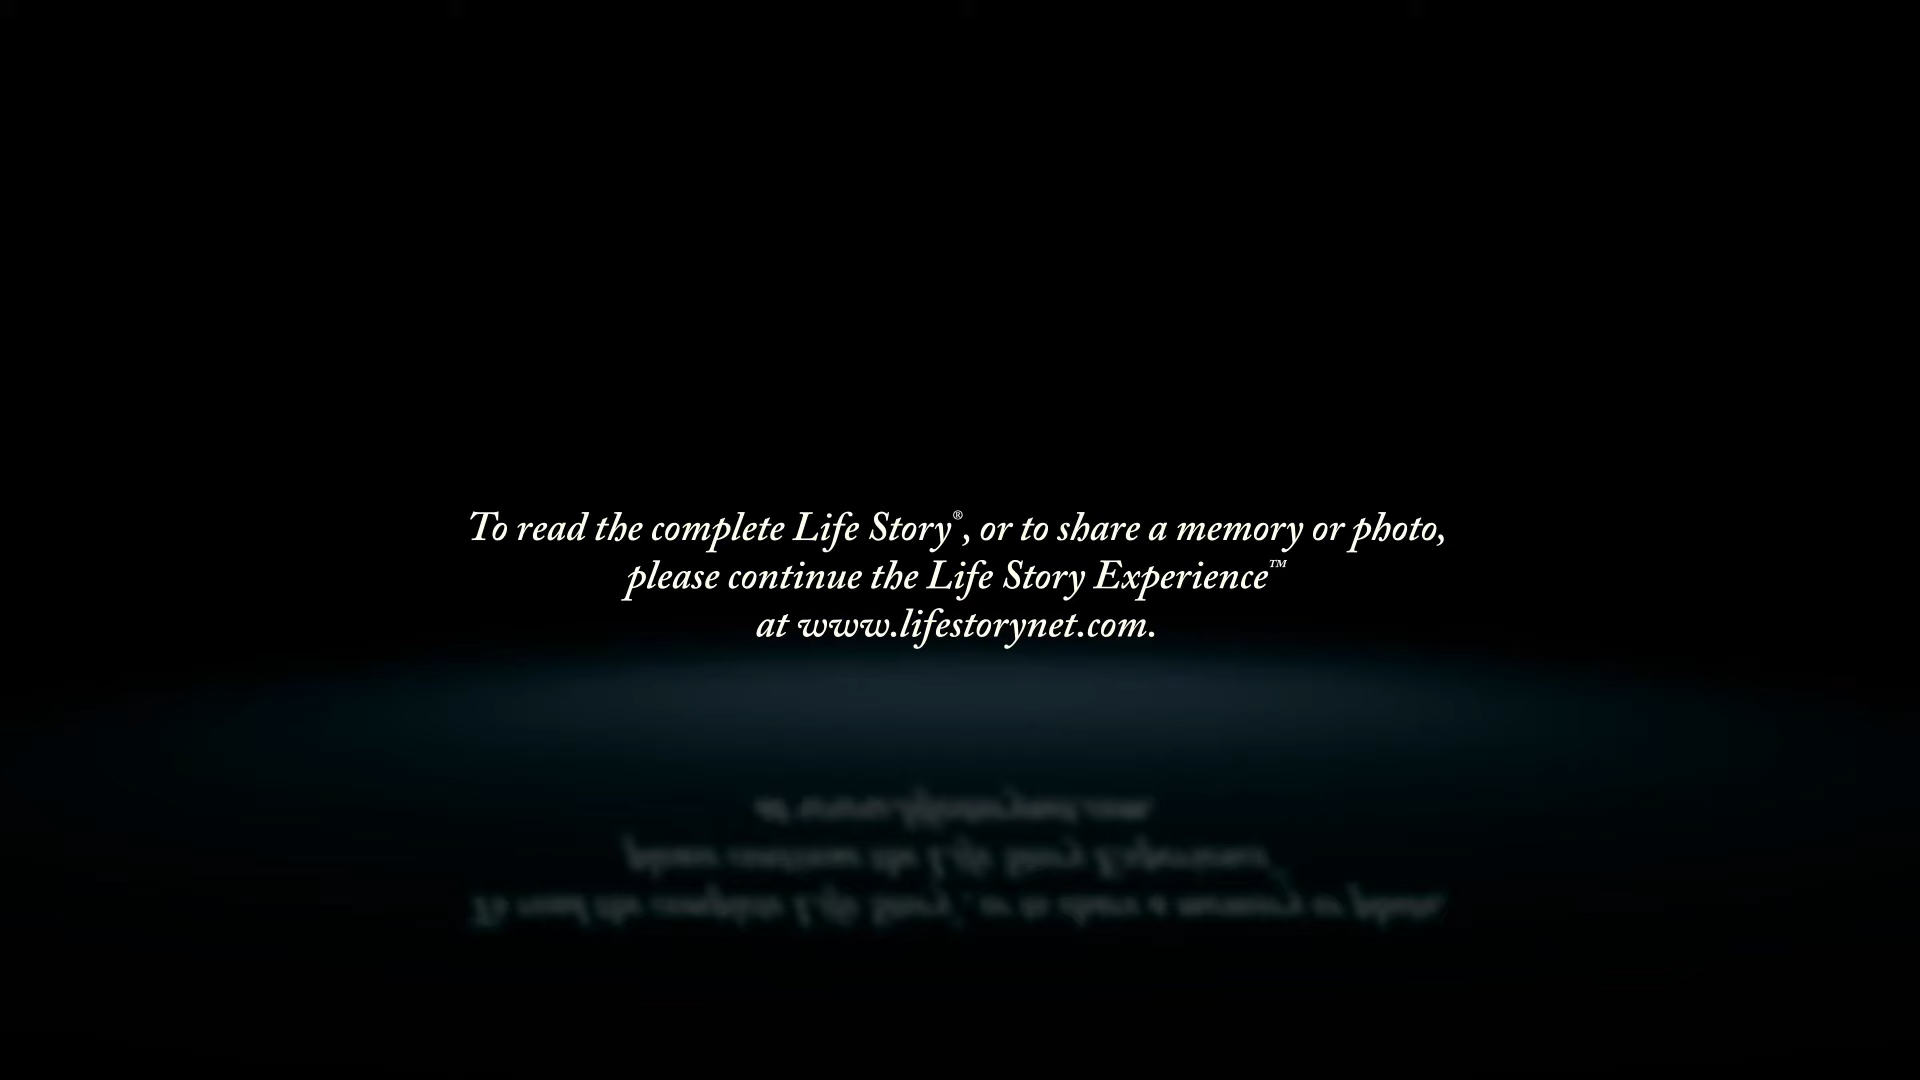 To read the complete Life Story®, or to share a memory or photo,
please continue the Life Story Experience™
at www.lifestorynet.com.